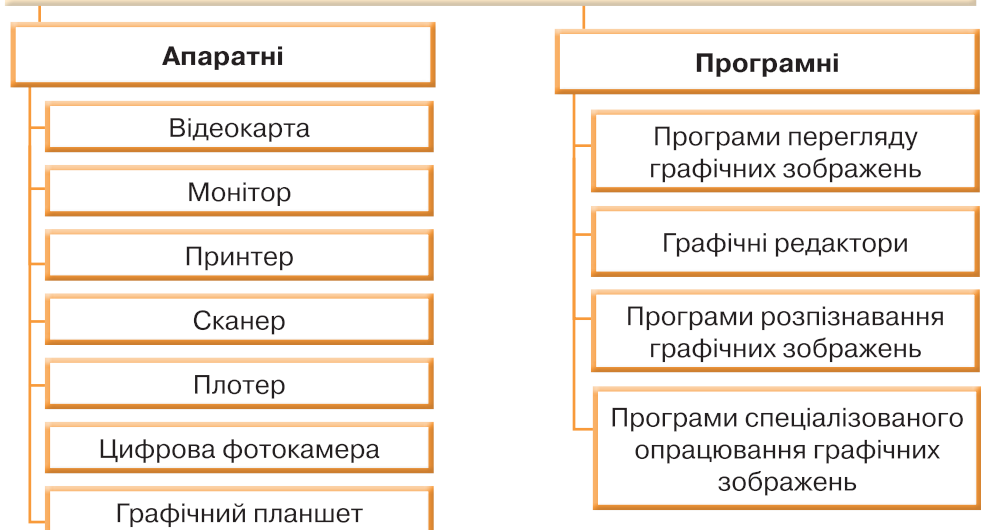 Апаратні
Відеокарта
Монітор
Принтер
Сканер
Плотер
Цифрова фотокамера
Графічний планшет
Програмні
Програми перегляду
графічних зображень
Графічні редактори
Програми розпізнавання
графічних зображень
Програми спеціалізованого
опрацювання графічних
зображень